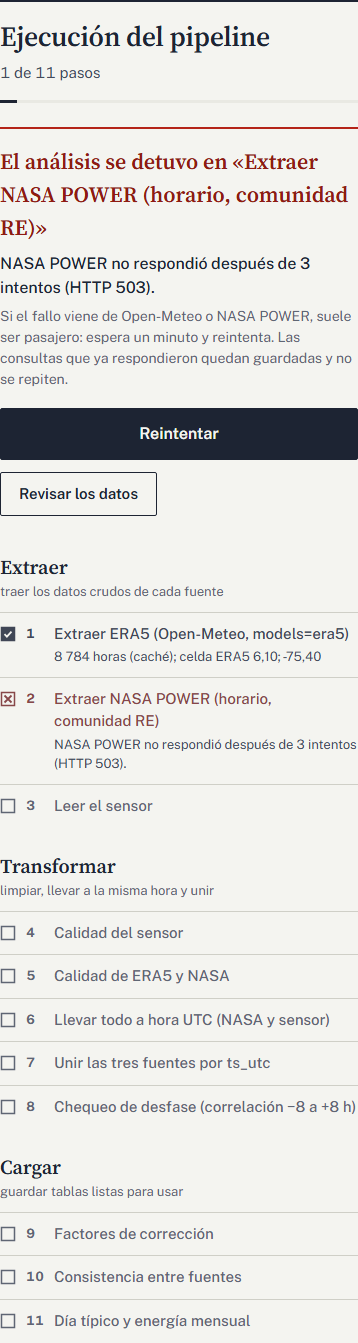 Ejecución del pipeline
1 de 11 pasos
El análisis se detuvo en «Extraer
NASA POWER (horario, comunidad
RE)»
NASA POWER no respondió después de 3
intentos (HTTP 503).
Si el fallo viene de Open-Meteo o NASA POWER, suele
ser pasajero: espera un minuto y reintenta. Las
consultas que ya respondieron quedan guardadas y no
se repiten.
Reintentar
Revisar los datos
Extraer
traer los datos crudos de cada fuente
1 Extraer ERA5 (Open-Meteo, models=era5)
8 784 horas (caché); celda ERA5 6,10; -75,40
2 Extraer NASA POWER (horario,
comunidad RE)
NASA POWER no respondió después de 3 intentos
(HTTP 503).
3 Leer el sensor
Transformar
limpiar, llevar a la misma hora y unir
4 Calidad del sensor
5 Calidad de ERA5 y NASA
6 Llevar todo a hora UTC (NASA y sensor)
7 Unir las tres fuentes por ts_utc
8 Chequeo de desfase (correlación −8 a +8 h)
Cargar
guardar tablas listas para usar
9 Factores de corrección
10 Consistencia entre fuentes
11 Día típico y energía mensual